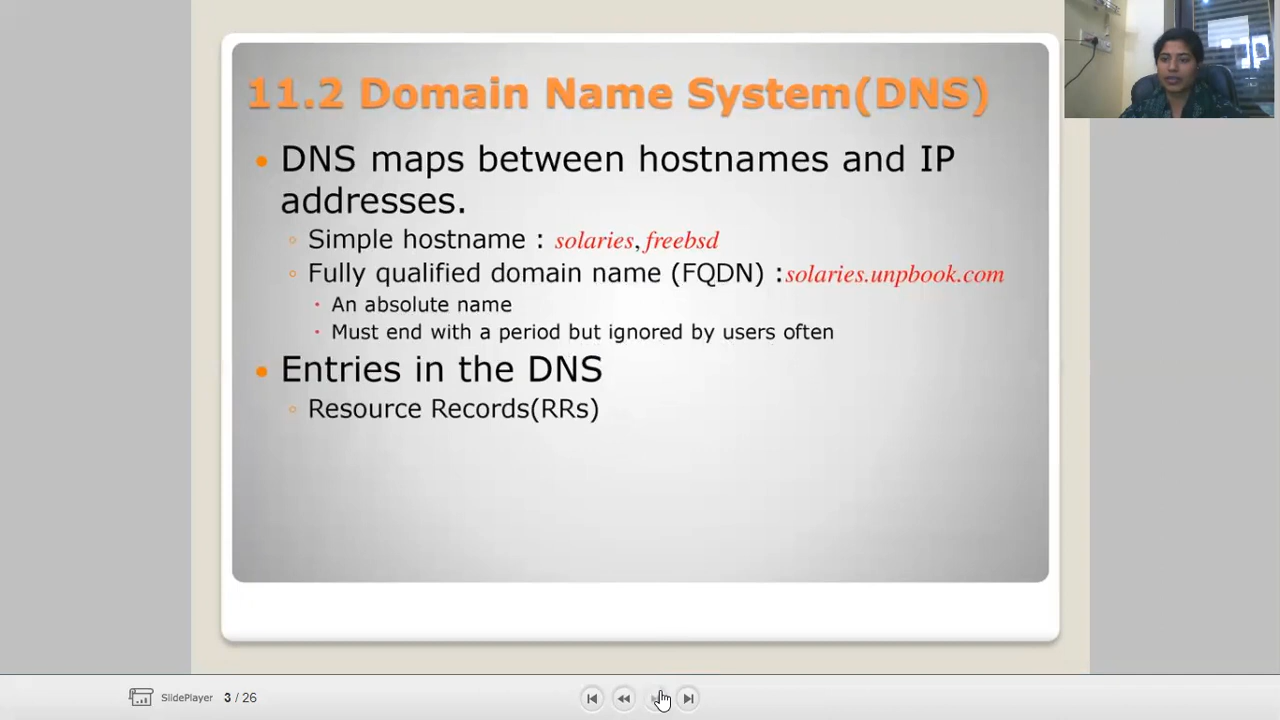 11.2 Domain Name System(DNS)
DNS maps between hostnames and IP
addresses.
Simple hostname : solaries, freebsd
Fully qualified domain name (FQDN) :solaries.unpbook.com
An absolute name
Must end with a period but ignored by users often
Entries in the DNS
Resource Records(RRs)
SlidePlayer 3 / 26